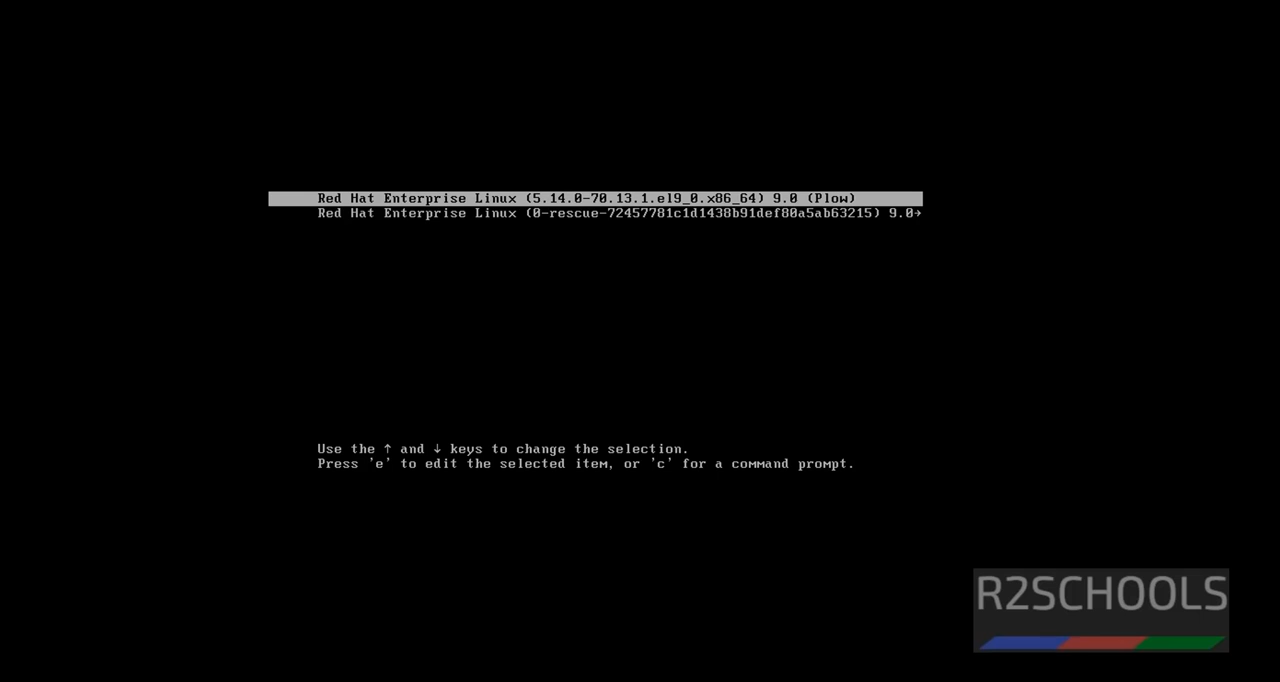 Red Hat Enterprise Linux (5.14.0-70.13.1.el9_0.x86_64) 9.0 (Plow)
Red Hat Enterprise Linux (0-rescue-72457781c1d1438b91def80a5ab63215) 9.0→
Use the ↑ and ↓ keys to change the selection.
Press 'e' to edit the selected item, or 'c' for a command prompt.
R2SCHOOLS